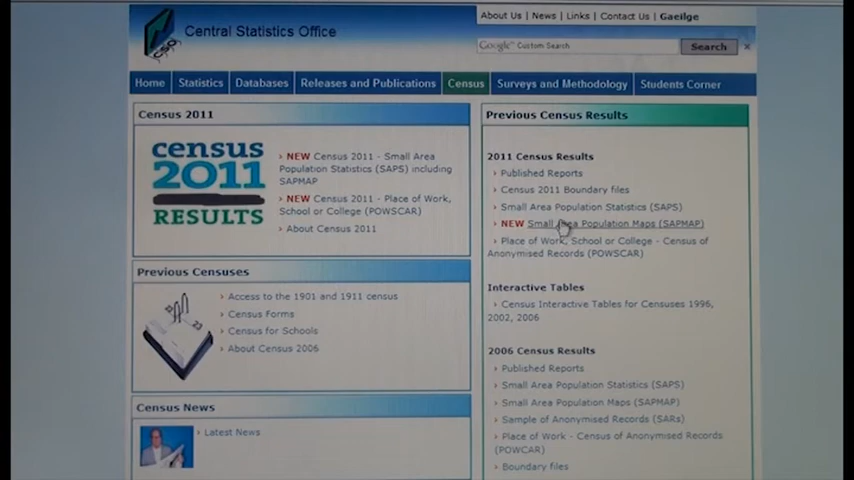 About Us | News | Links | Contact Us | Gaeilge
CSO
Central Statistics Office
Google™ Custom Search
Search
×
Home
Statistics
Databases
Releases and Publications
Census
Surveys and Methodology
Students Corner
Census 2011
census
2011
RESULTS
NEW Census 2011 - Small Area
Population Statistics (SAPS) including
SAPMAP
NEW Census 2011 - Place of Work,
School or College (POWSCAR)
About Census 2011
Previous Censuses
Access to the 1901 and 1911 census
Census Forms
Census for Schools
About Census 2006
Census News
Latest News
Previous Census Results
2011 Census Results
Published Reports
Census 2011 Boundary files
Small Area Population Statistics (SAPS)
NEW Small Area Population Maps (SAPMAP)
Place of Work, School or College - Census of
Anonymised Records (POWSCAR)
Interactive Tables
Census Interactive Tables for Censuses 1996,
2002, 2006
2006 Census Results
Published Reports
Small Area Population Statistics (SAPS)
Small Area Population Maps (SAPMAP)
Sample of Anonymised Records (SARs)
Place of Work - Census of Anonymised Records
(POWCAR)
Boundary files